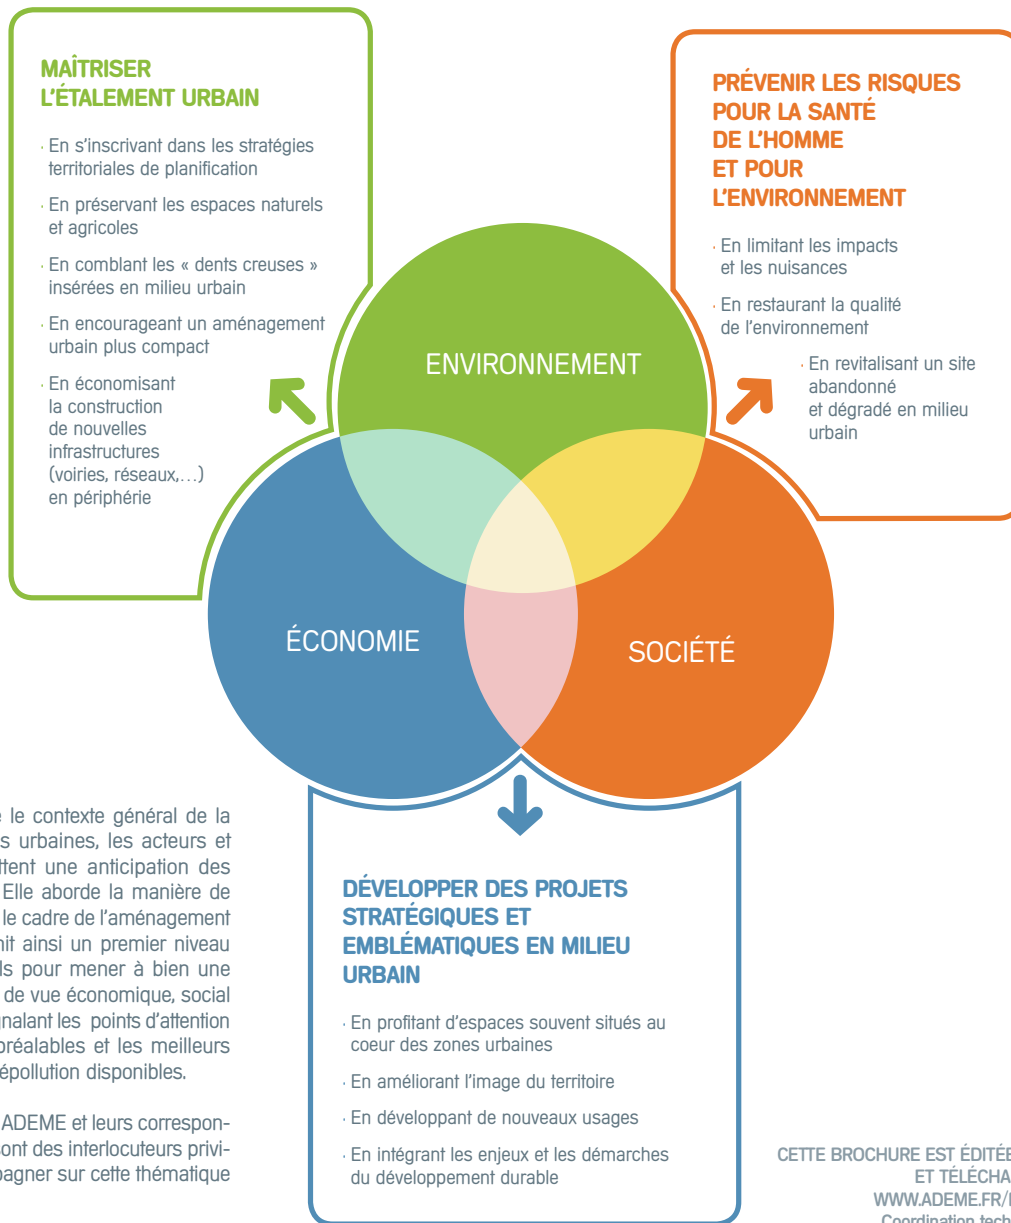 MAÎTRISER
L'ÉTALEMENT URBAIN
· En s'inscrivant dans les stratégies
territoriales de planification
· En préservant les espaces naturels
et agricoles
· En comblant les « dents creuses »
insérées en milieu urbain
· En encourageant un aménagement
urbain plus compact
· En économisant
la construction
de nouvelles
infrastructures
(voiries, réseaux,…)
en périphérie
PRÉVENIR LES RISQUES
POUR LA SANTÉ
DE L'HOMME
ET POUR
L'ENVIRONNEMENT
· En limitant les impacts
et les nuisances
· En restaurant la qualité
de l'environnement
· En revitalisant un site
abandonné
et dégradé en milieu
urbain
ENVIRONNEMENT
ÉCONOMIE
SOCIÉTÉ
DÉVELOPPER DES PROJETS
STRATÉGIQUES ET
EMBLÉMATIQUES EN MILIEU
URBAIN
· En profitant d'espaces souvent situés au
coeur des zones urbaines
· En améliorant l'image du territoire
· En développant de nouveaux usages
· En intégrant les enjeux et les démarches
du développement durable
le contexte général de la
s urbaines, les acteurs et
ttent une anticipation des
Elle aborde la manière de
le cadre de l'aménagement
nit ainsi un premier niveau
ls pour mener à bien une
de vue économique, social
gnalant les points d'attention
préalables et les meilleurs
épollution disponibles.
ADEME et leurs correspon-
sont des interlocuteurs privi-
pagner sur cette thématique
CETTE BROCHURE EST ÉDITÉE
ET TÉLÉCHA
WWW.ADEME.FR/
Coordination tech